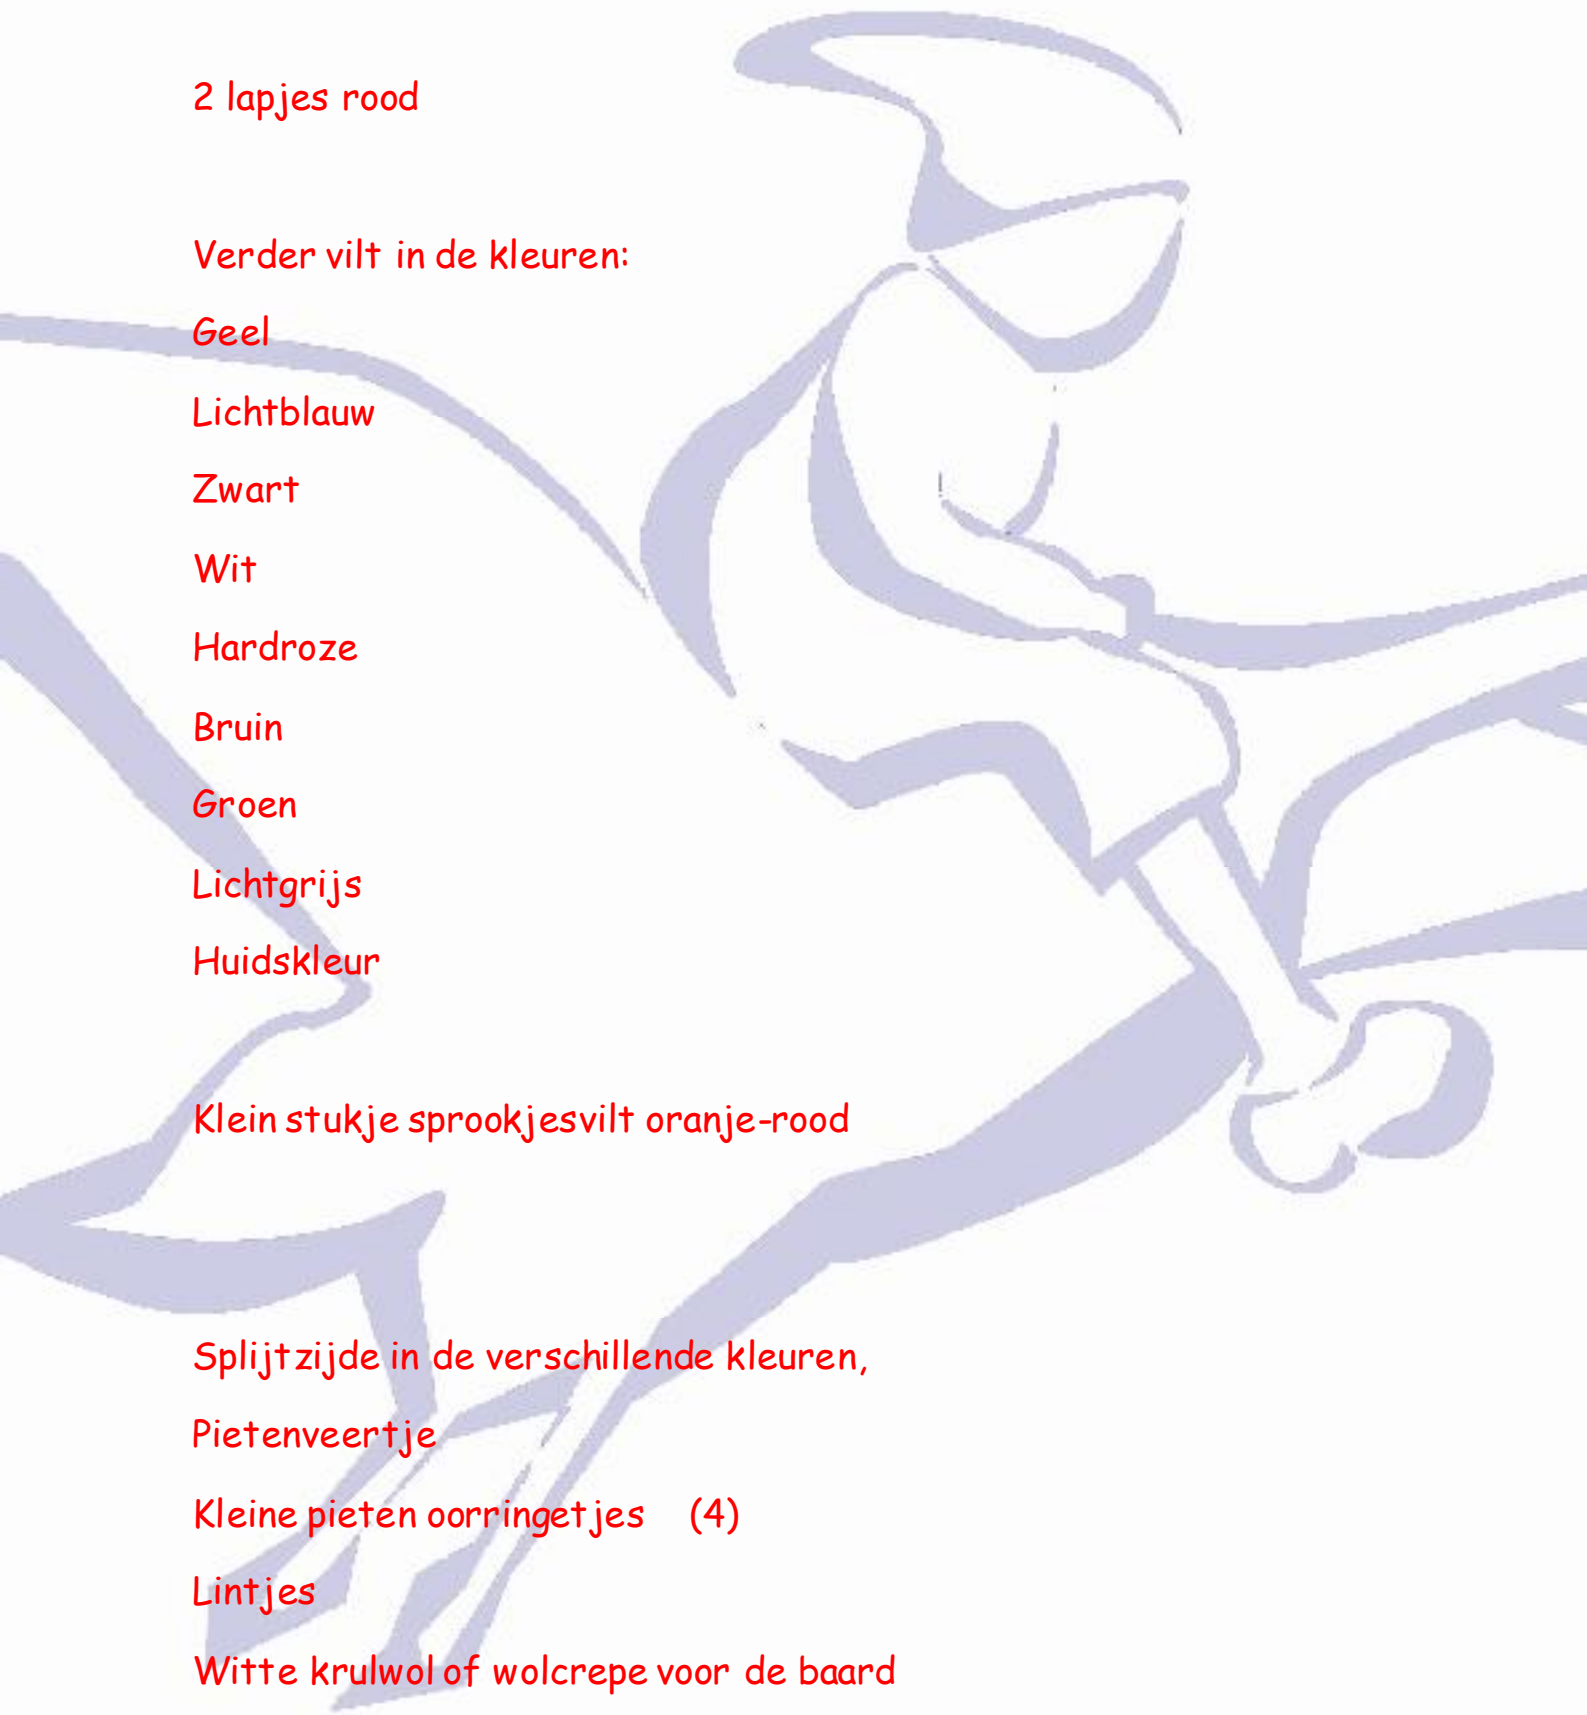 2 lapjes rood
Verder vilt in de kleuren:
Geel
Lichtblauw
Zwart
Wit
Hardroze
Bruin
Groen
Lichtgrijs
Huidskleur
Klein stukje sprookjesvilt oranje-rood
Splijtzijde in de verschillende kleuren,
Pietenveertje
Kleine pieten oorringetjes (4)
Lintjes
Witte krulwol of wolcrepe voor de baard